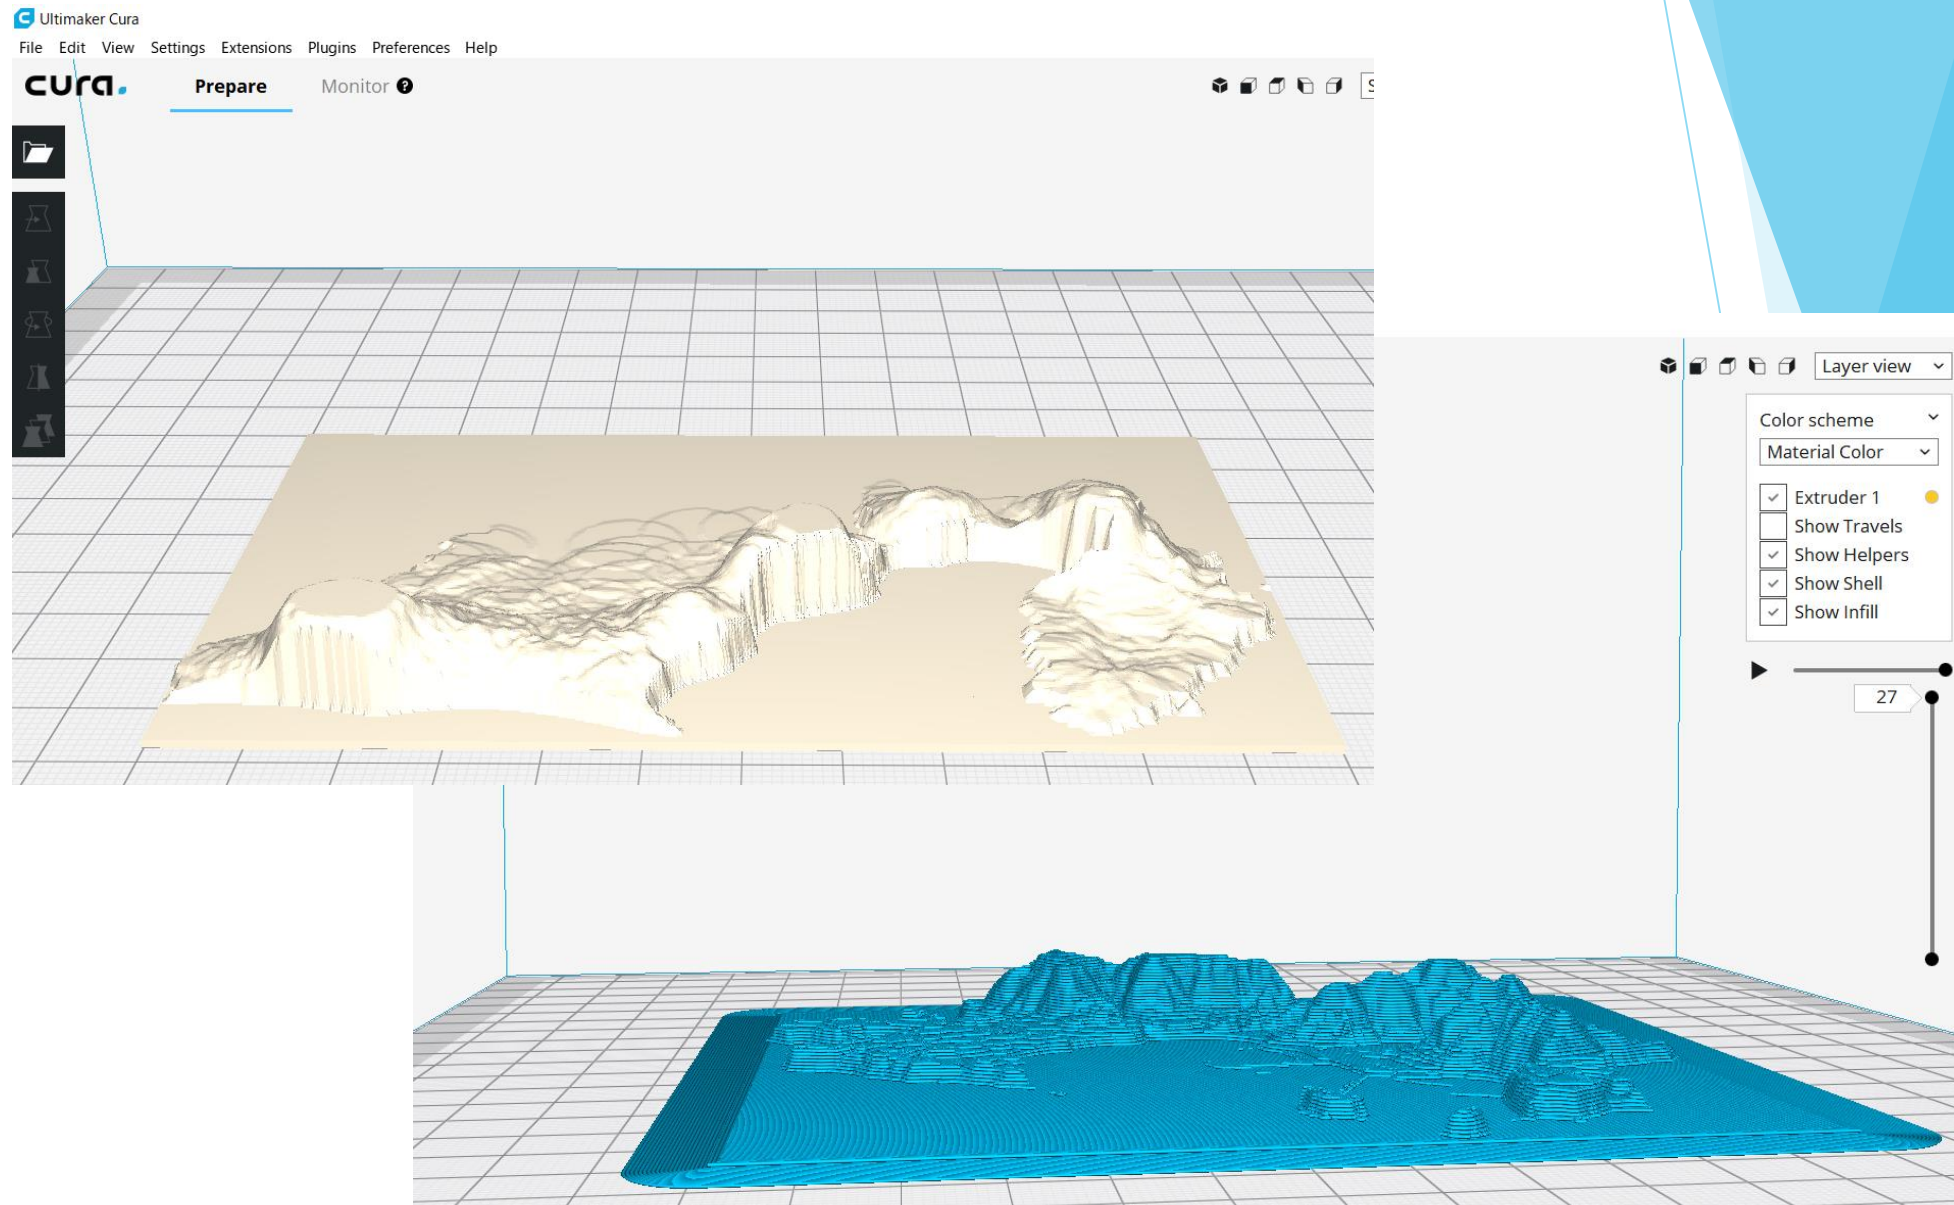 Ultimaker Cura
File Edit View Settings Extensions Plugins Preferences Help
cura. Prepare Monitor ?
Layer view
Color scheme
Material Color
Extruder 1
Show Travels
Show Helpers
Show Shell
Show Infill
27